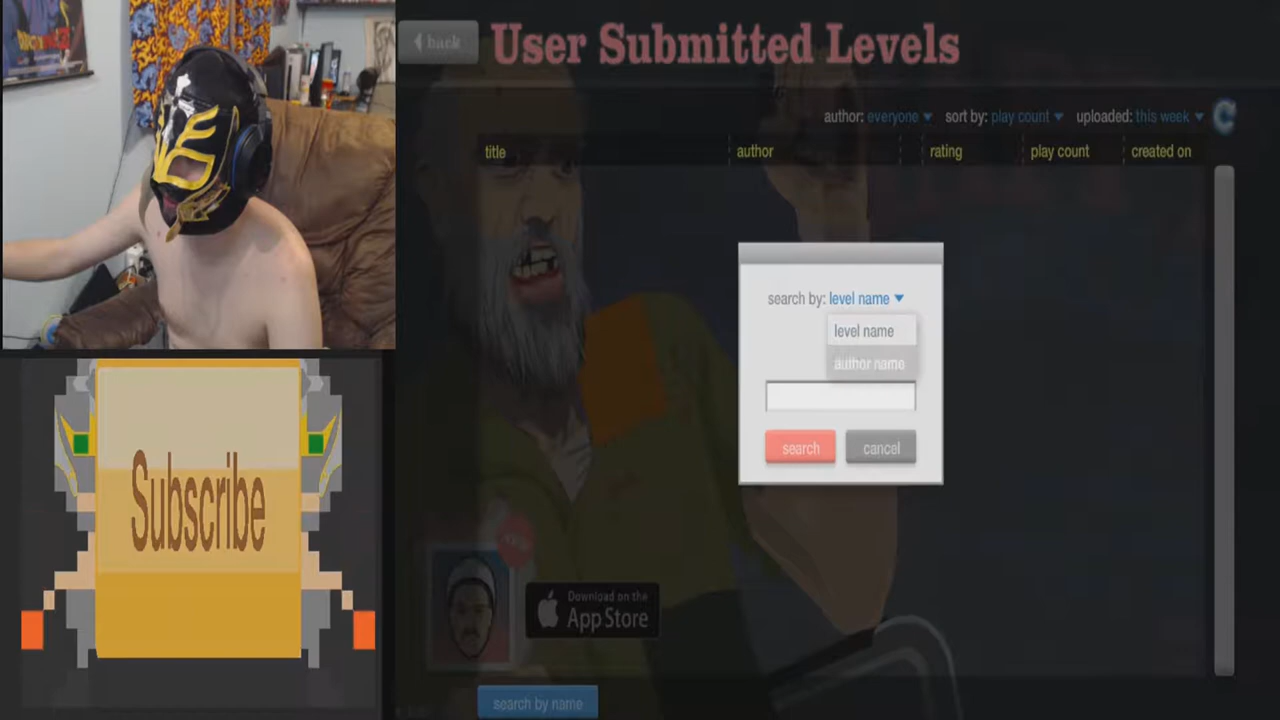 back
User Submitted Levels
author: everyone
sort by: play count
uploaded: this week
title
author
rating
play count
created on
search by: level name
level name
author name
search
cancel
Subscribe
Download on the
App Store
search by name